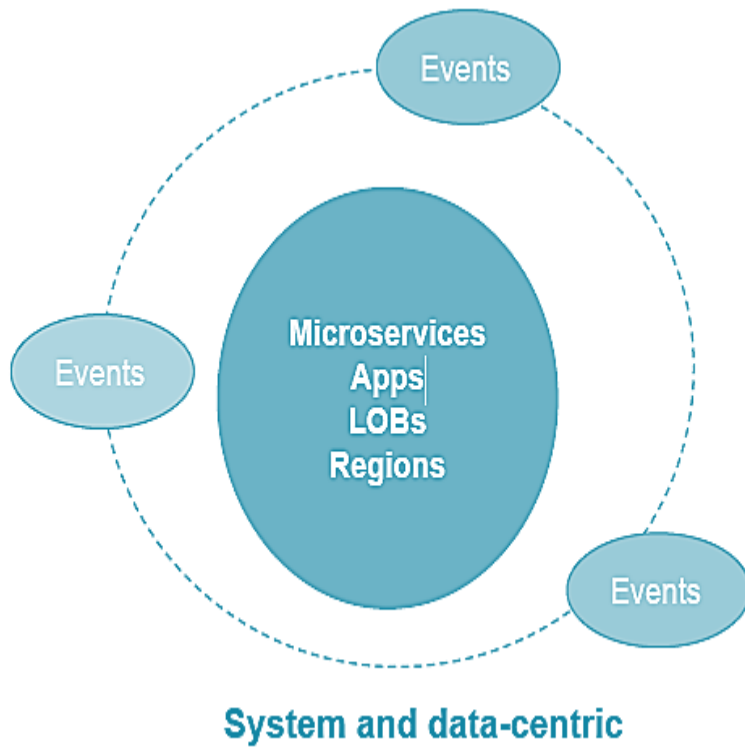 Events
Microservices
Apps
LOBs
Regions
Events
Events
System and data-centric